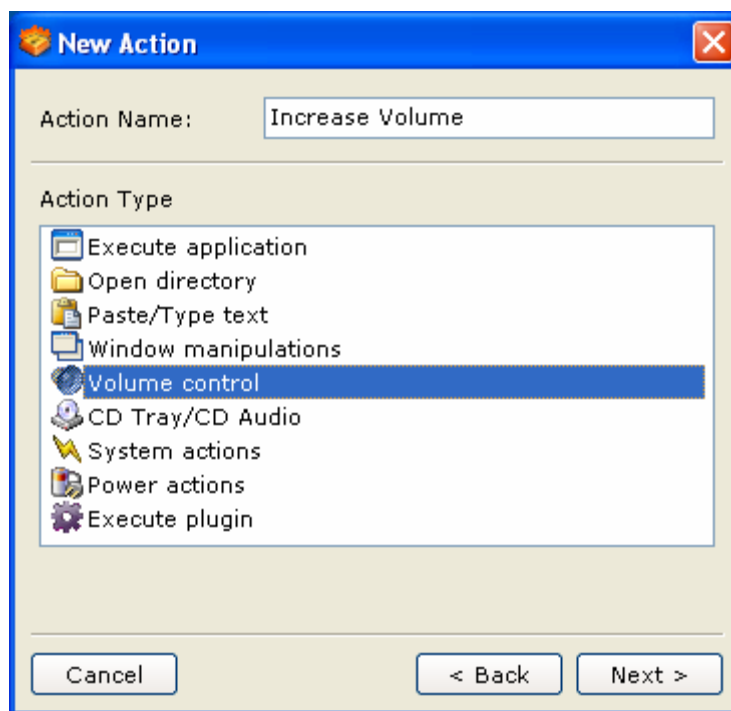 New Action
Action Name: Increase Volume
Action Type
Execute application
Open directory
Paste/Type text
Window manipulations
Volume control
CD Tray/CD Audio
System actions
Power actions
Execute plugin
Cancel < Back Next >